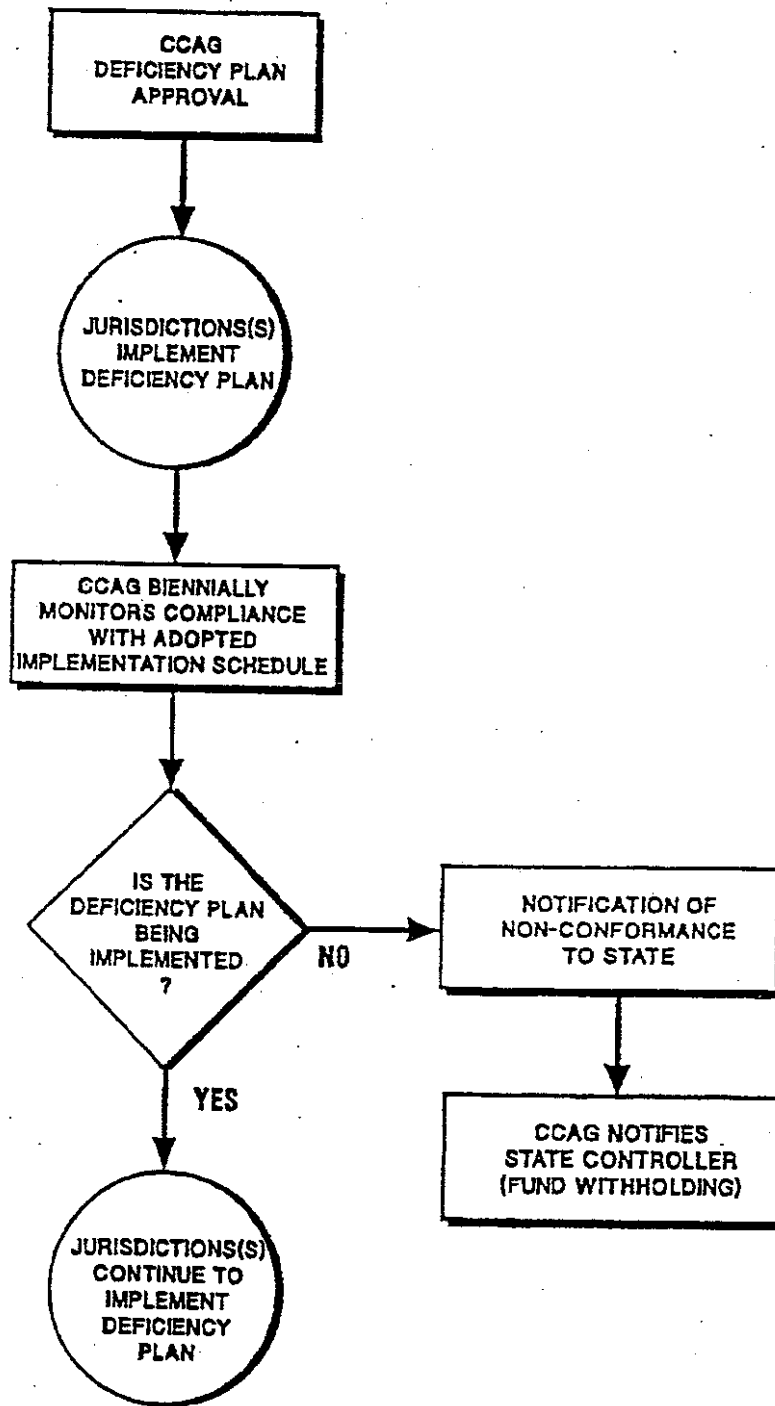 CCAG
DEFICIENCY PLAN
APPROVAL
JURISDICTIONS(S)
IMPLEMENT
DEFICIENCY PLAN
CCAG BIENNIALLY
MONITORS COMPLIANCE
WITH ADOPTED
IMPLEMENTATION SCHEDULE
IS THE
DEFICIENCY PLAN
BEING
IMPLEMENTED
?
NO
NOTIFICATION OF
NON-CONFORMANCE
TO STATE
YES
CCAG NOTIFIES
STATE CONTROLLER
(FUND WITHHOLDING)
JURISDICTIONS(S)
CONTINUE TO
IMPLEMENT
DEFICIENCY
PLAN